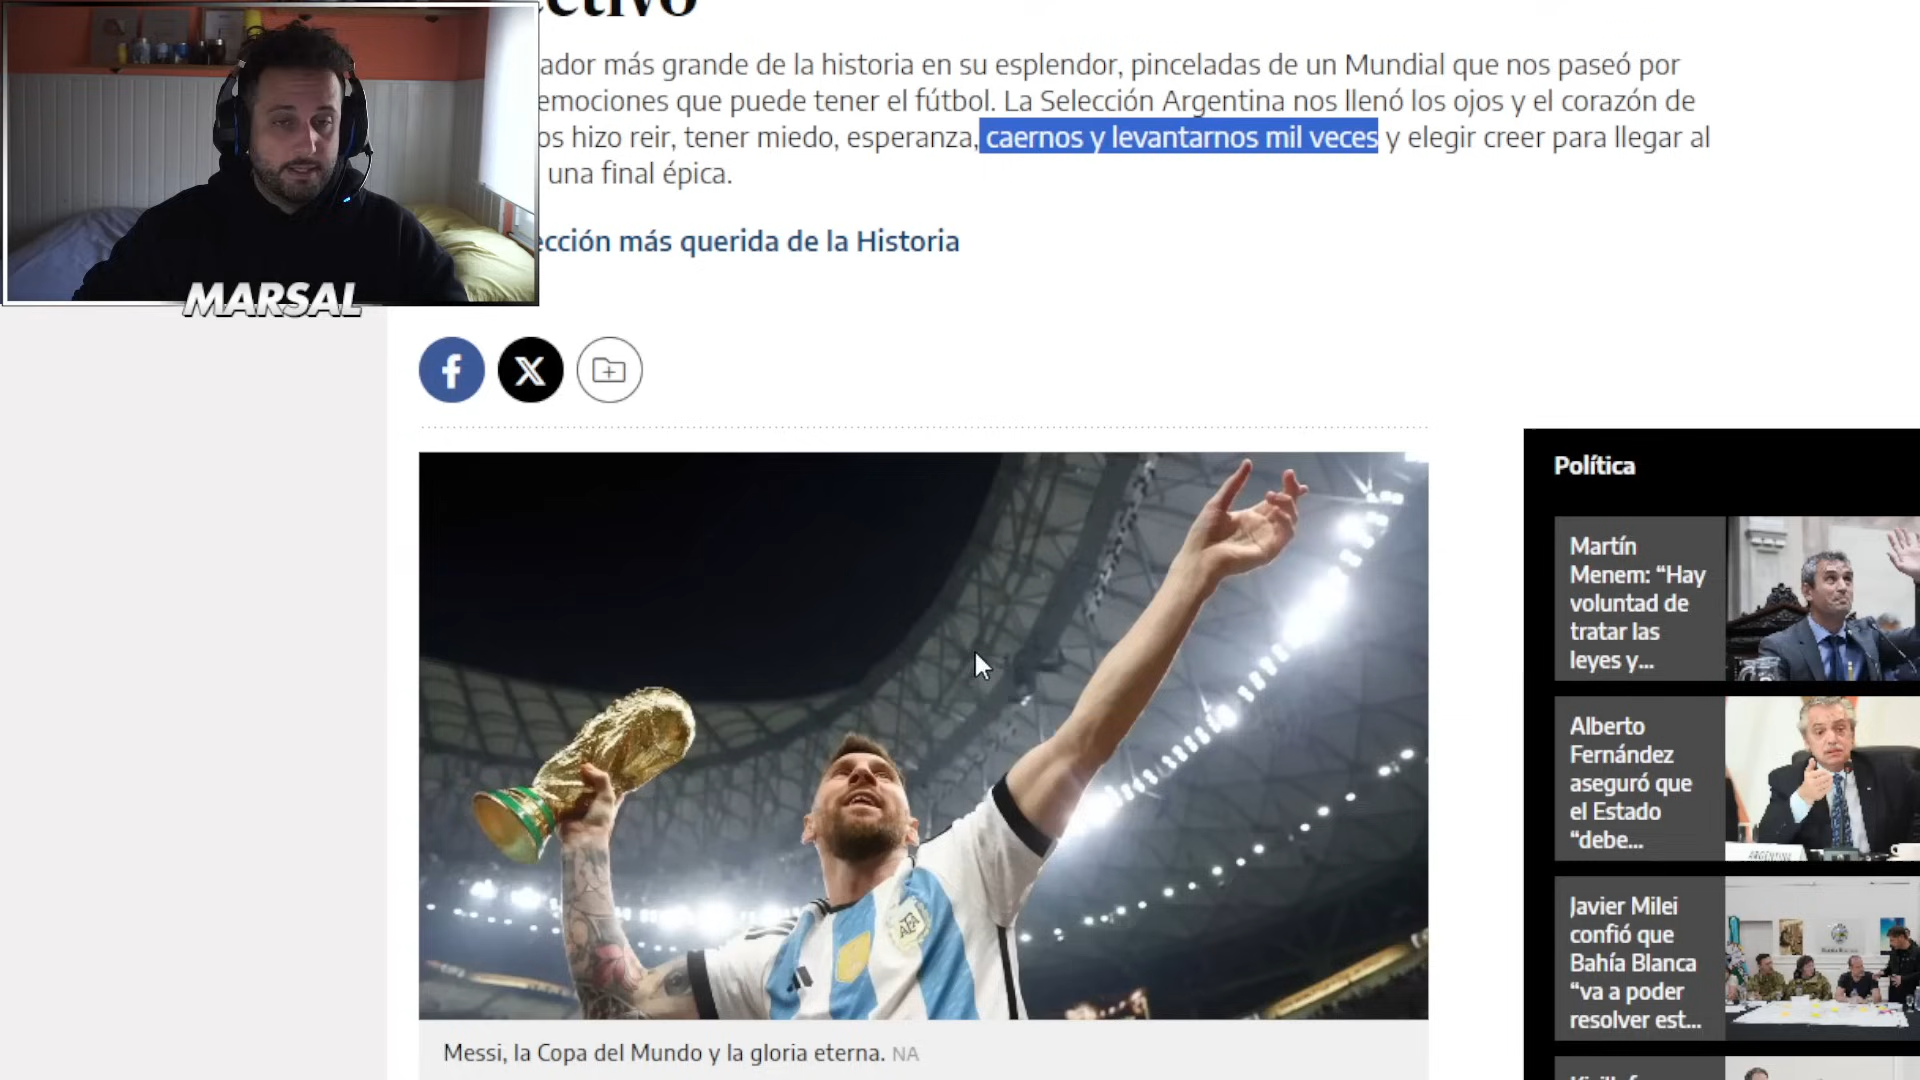 ectivo
ador más grande de la historia en su esplendor, pinceladas de un Mundial que nos paseó por
emociones que puede tener el fútbol. La Selección Argentina nos llenó los ojos y el corazón de
os hizo reir, tener miedo, esperanza, caernos y levantarnos mil veces y elegir creer para llegar al
una final épica.
ección más querida de la Historia
MARSAL
Política
Martín
Menem: “Hay
voluntad de
tratar las
leyes y...
Alberto
Fernández
aseguró que
el Estado
“debe...
ARGENTINA
Javier Milei
confió que
Bahía Blanca
“va a poder
resolver est...
AFA
Messi, la Copa del Mundo y la gloria eterna. NA